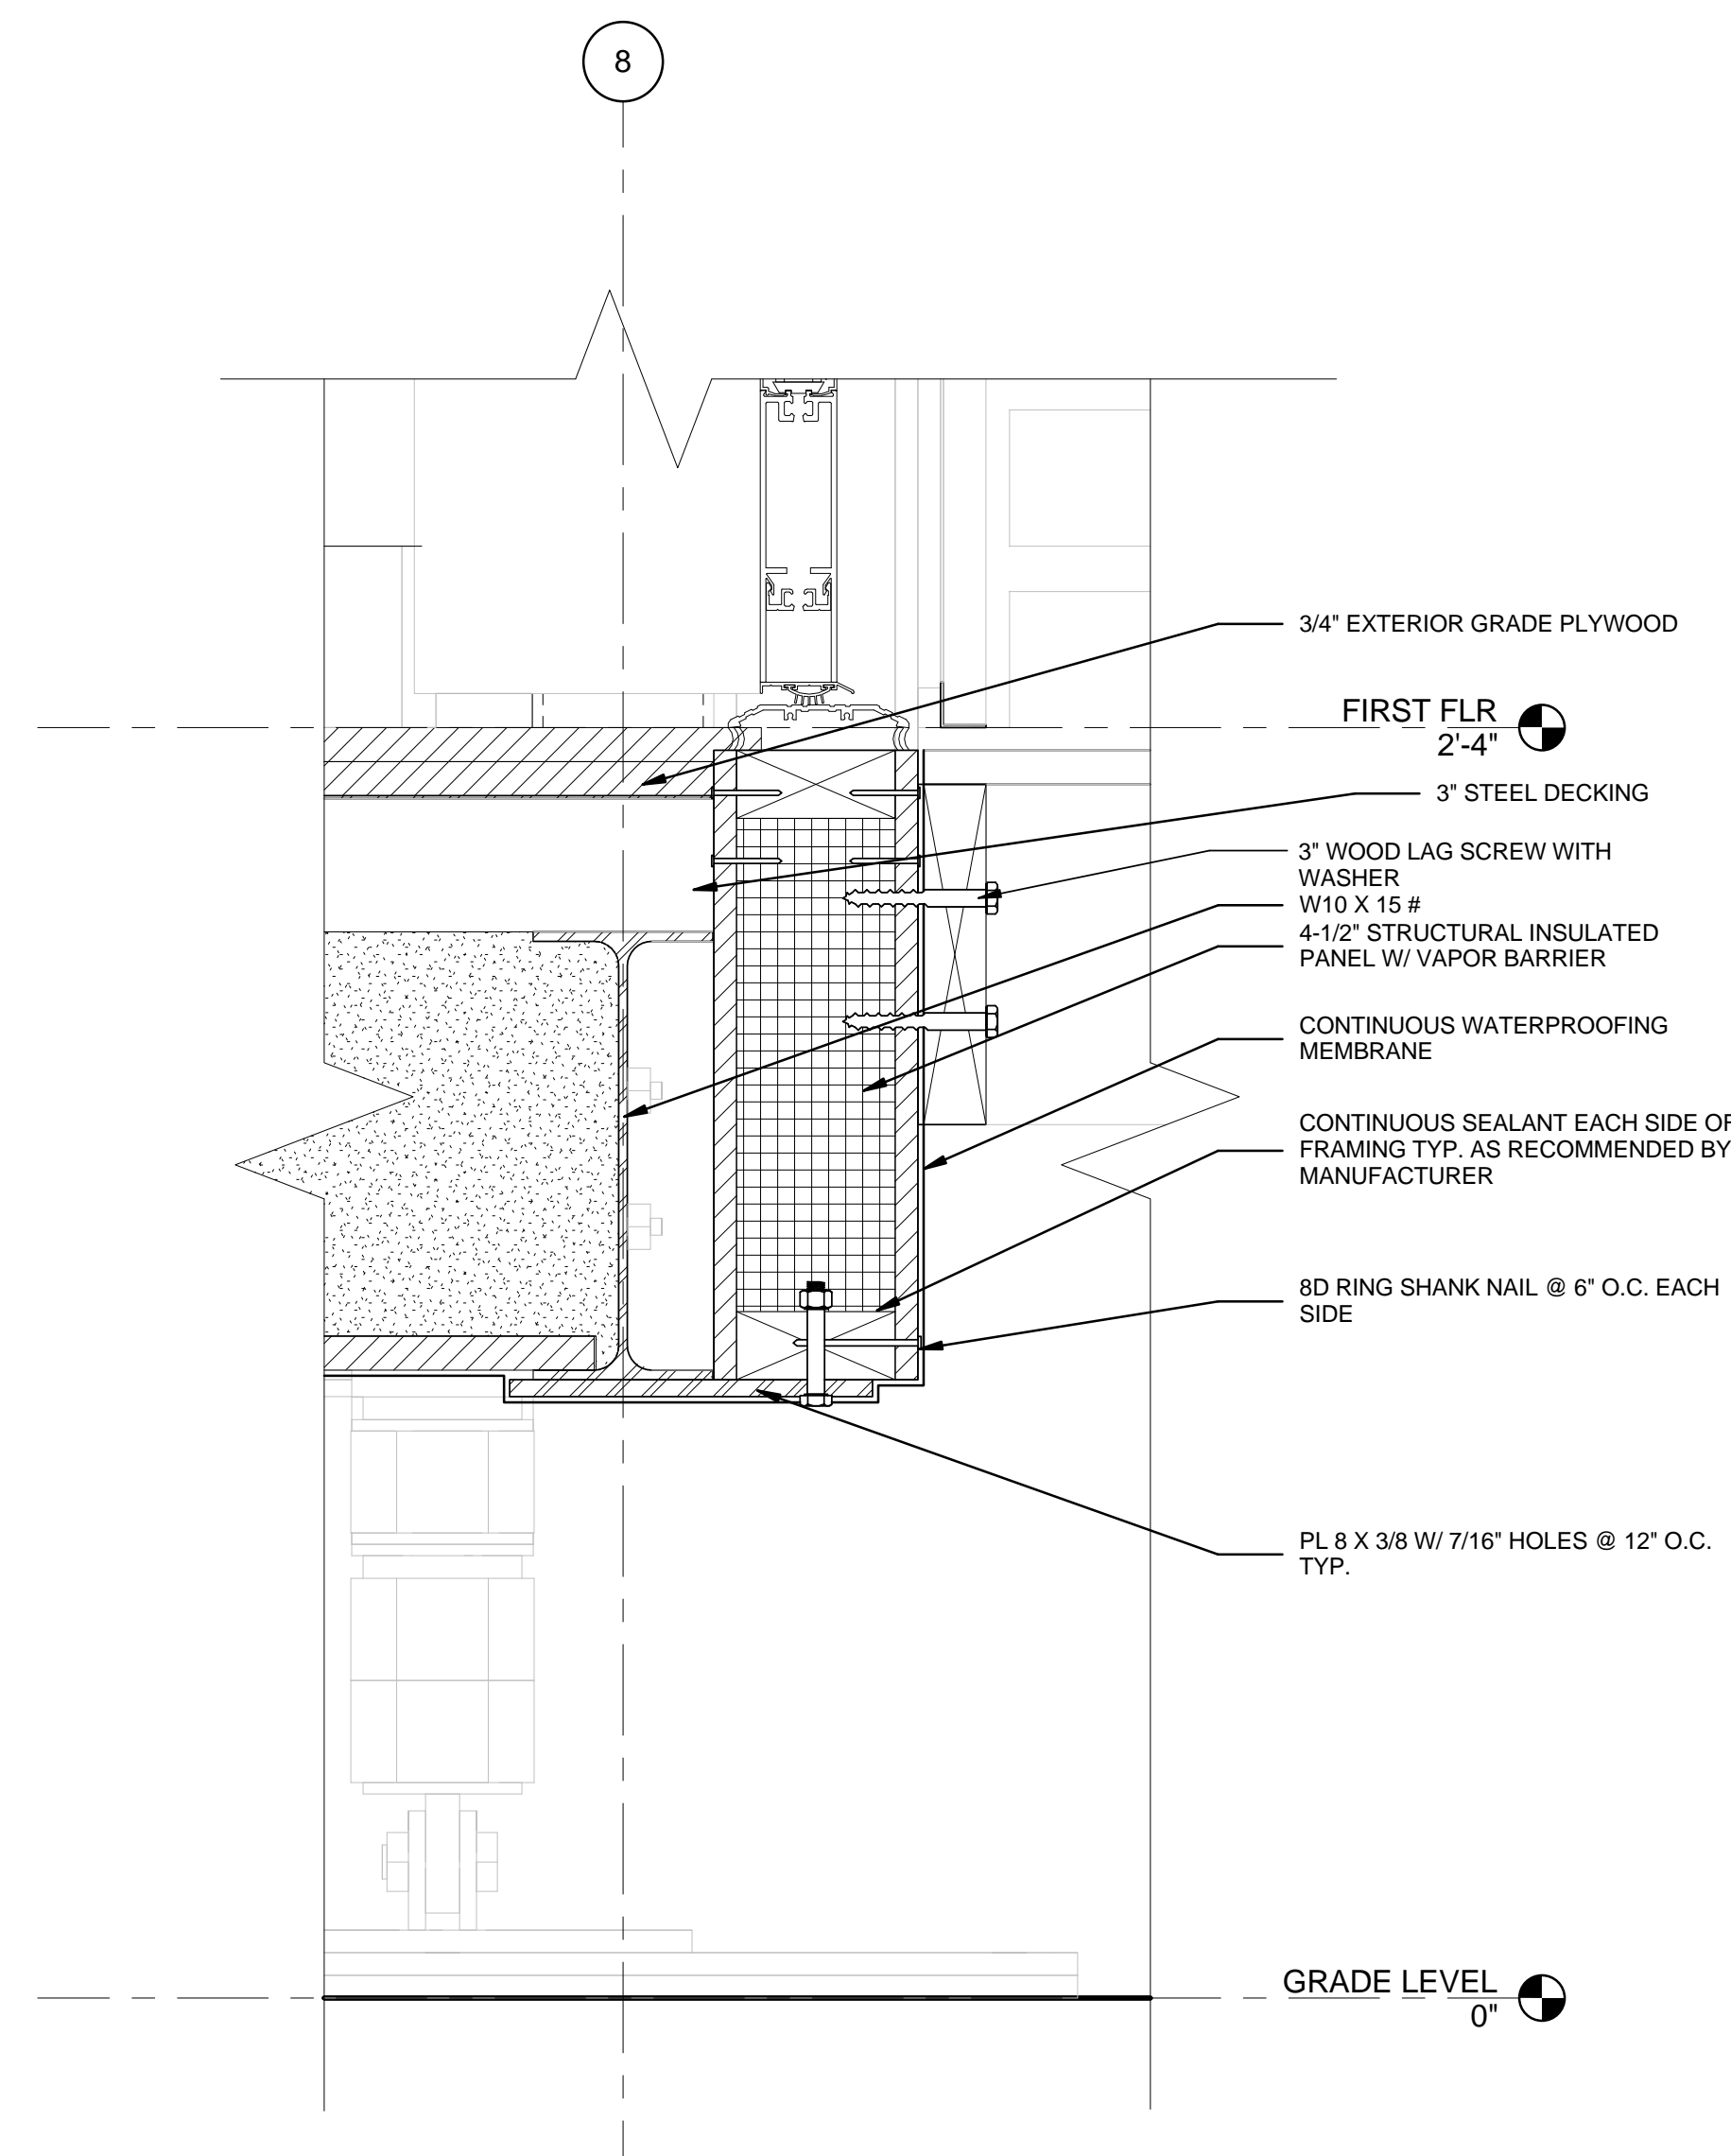 8
3/4" EXTERIOR GRADE PLYWOOD
FIRST FLR
2'-4"
3" STEEL DECKING
3" WOOD LAG SCREW WITH
WASHER
W10 X 15 #
4-1/2" STRUCTURAL INSULATED
PANEL W/ VAPOR BARRIER
CONTINUOUS WATERPROOFING
MEMBRANE
CONTINUOUS SEALANT EACH SIDE OF
FRAMING TYP. AS RECOMMENDED BY
MANUFACTURER
8D RING SHANK NAIL @ 6" O.C. EACH
SIDE
PL 8 X 3/8 W/ 7/16" HOLES @ 12" O.C.
TYP.
GRADE LEVEL
0"